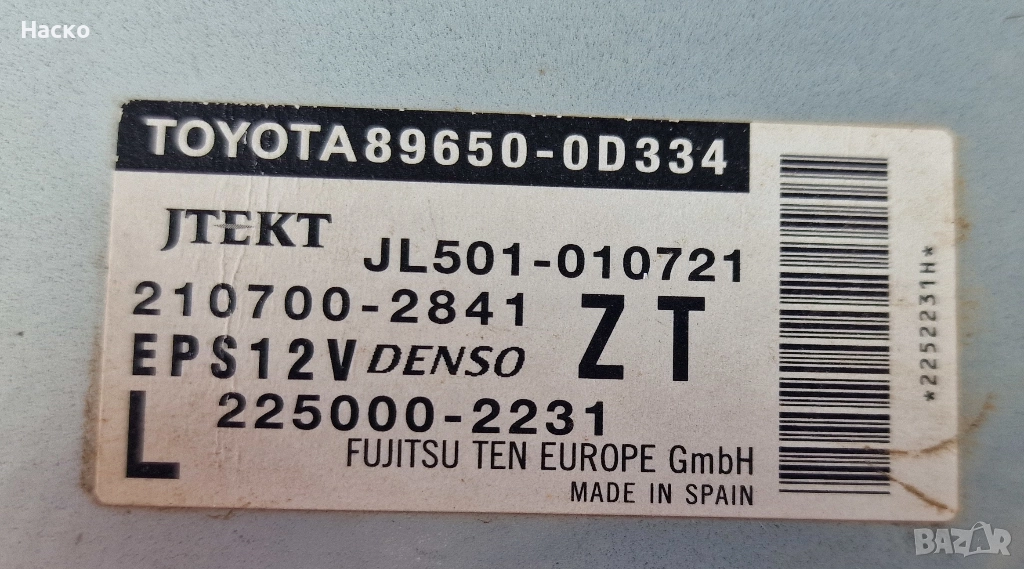 Наско
TOYOTA 89650-0D334
JTEKT
JL501-010721
210700-2841
ZT
EPS12V DENSO
L
225000-2231
FUJITSU TEN EUROPE GmbH
MADE IN SPAIN
*2252231H*
BAZAR